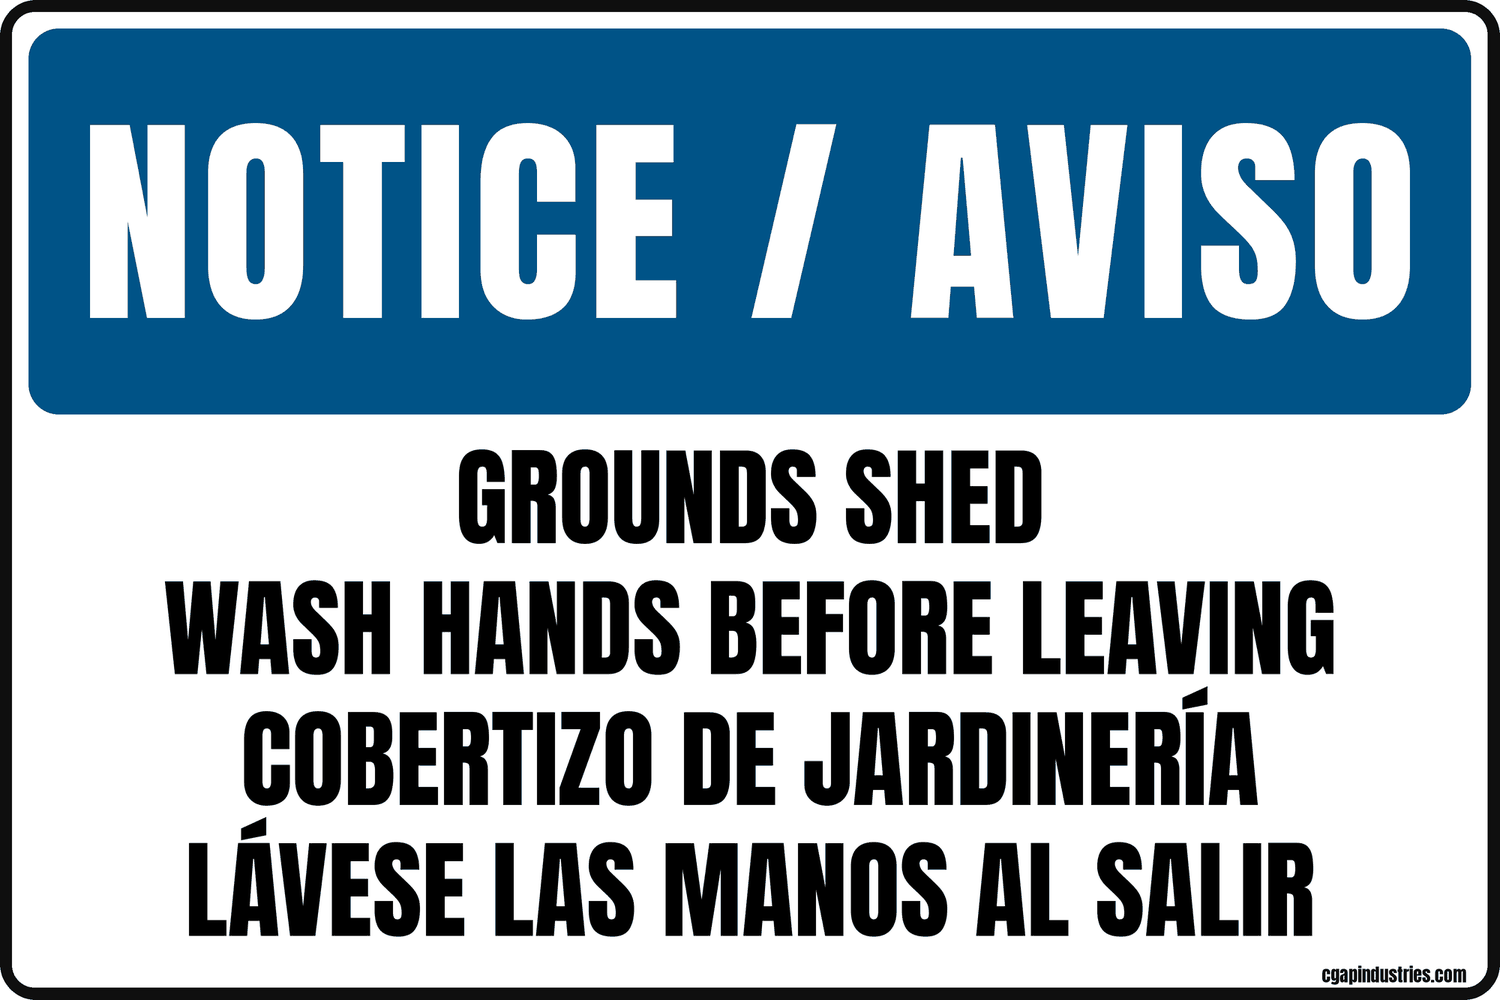 NOTICE / AVISO
GROUNDS SHED
WASH HANDS BEFORE LEAVING
COBERTIZO DE JARDINERÍA
LÁVESE LAS MANOS AL SALIR
cgapindustries.com